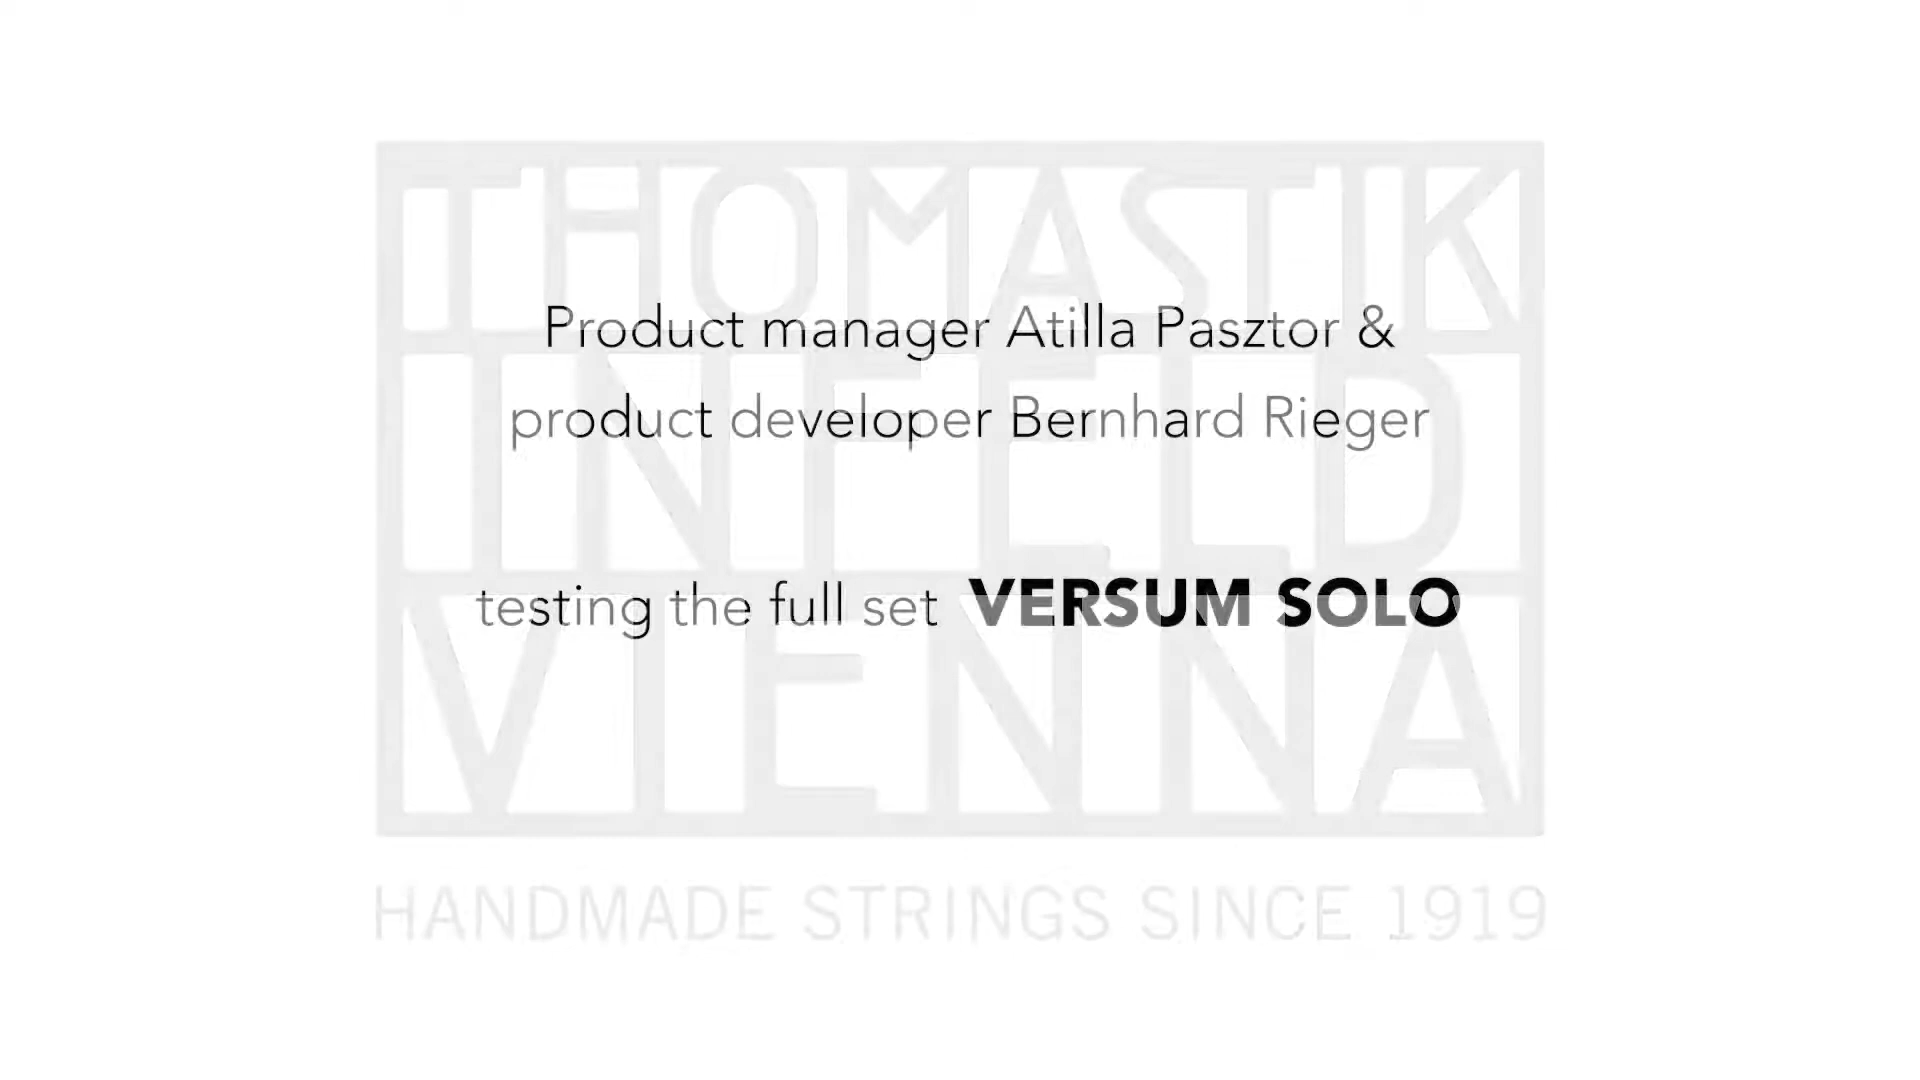 THOMASTIK
INFELD
VIENNA
Product manager Atilla Pasztor &
product developer Bernhard Rieger
testing the full set VERSUM SOLO
HANDMADE STRINGS SINCE 1919